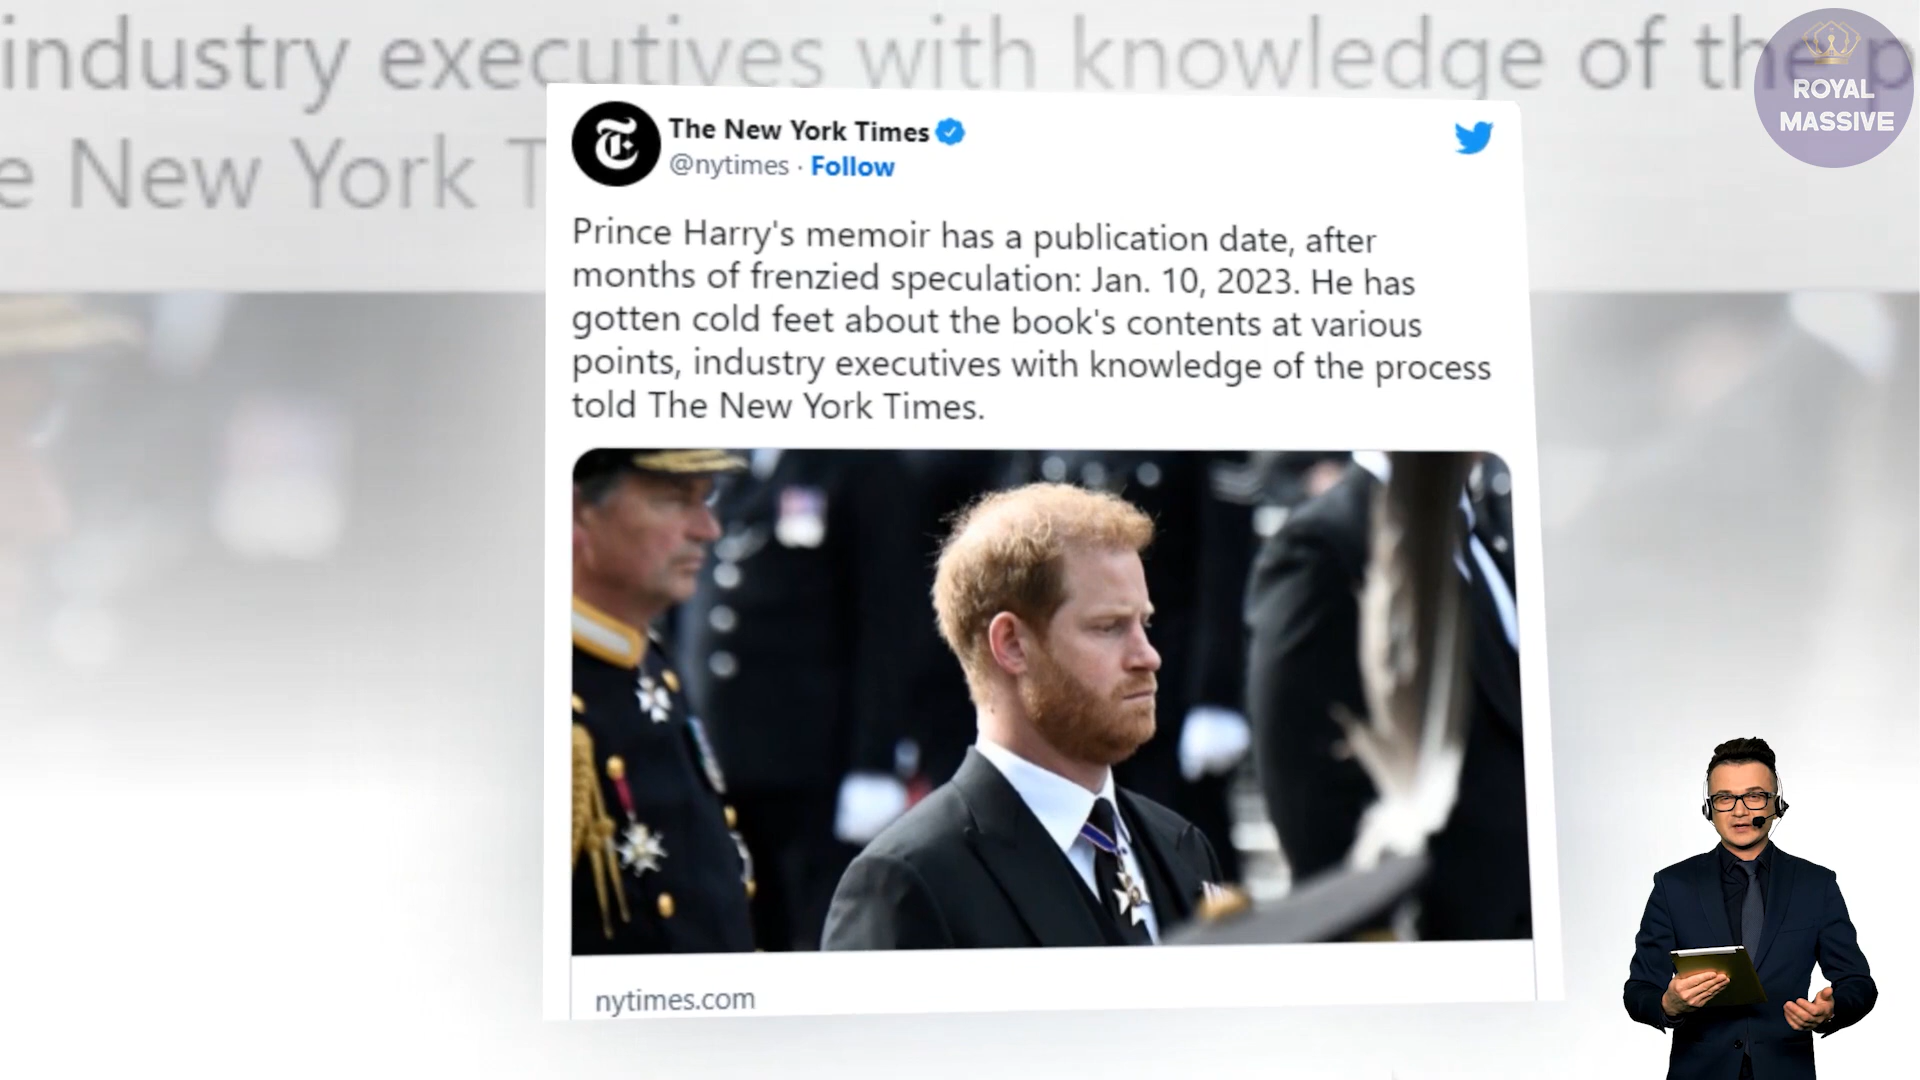 industry executives with knowledge of the p
e New York T
ROYAL
MASSIVE
The New York Times
@nytimes · Follow
Prince Harry's memoir has a publication date, after
months of frenzied speculation: Jan. 10, 2023. He has
gotten cold feet about the book's contents at various
points, industry executives with knowledge of the process
told The New York Times.
nytimes.com